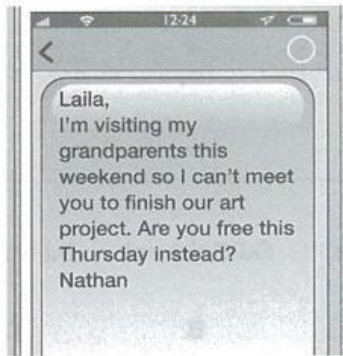 12:24
Laila,
I'm visiting my
grandparents this
weekend so I can't meet
you to finish our art
project. Are you free this
Thursday instead?
Nathan